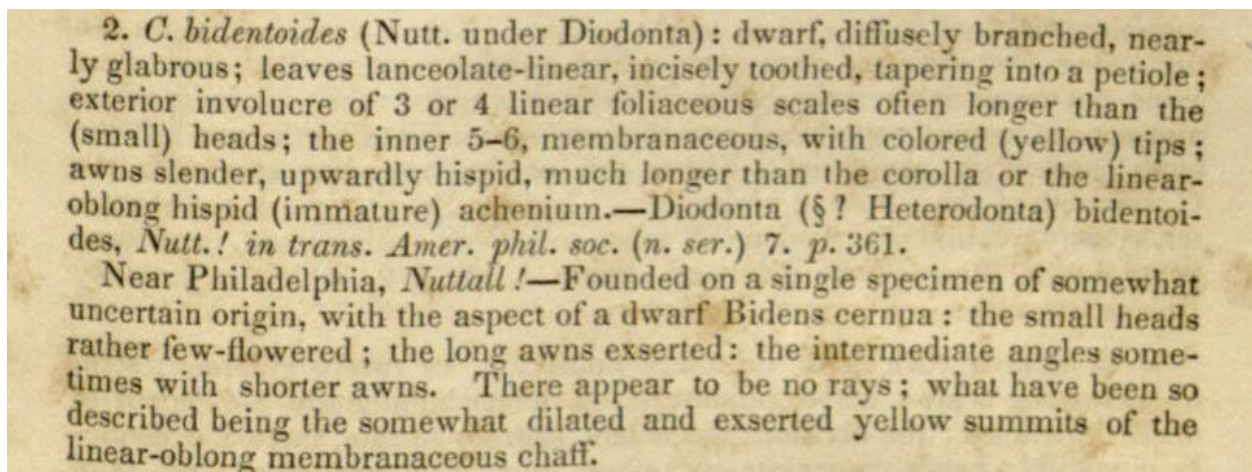 2. C. bidentoides (Nutt. under Diodonta): dwarf, diffusely branched, near-
ly glabrous; leaves lanceolate-linear, incisely toothed, tapering into a petiole;
exterior involucre of 3 or 4 linear foliaceous scales often longer than the
(small) heads; the inner 5–6, membranaceous, with colored (yellow) tips;
awns slender, upwardly hispid, much longer than the corolla or the linear-
oblong hispid (immature) achenium.—Diodonta (§ ? Heterodonta) bidentoi-
des, Nutt. ! in trans. Amer. phil. soc. (n. ser.) 7. p. 361.
Near Philadelphia, Nuttall !—Founded on a single specimen of somewhat
uncertain origin, with the aspect of a dwarf Bidens cernua : the small heads
rather few-flowered ; the long awns exserted : the intermediate angles some-
times with shorter awns. There appear to be no rays ; what have been so
described being the somewhat dilated and exserted yellow summits of the
linear-oblong membranaceous chaff.